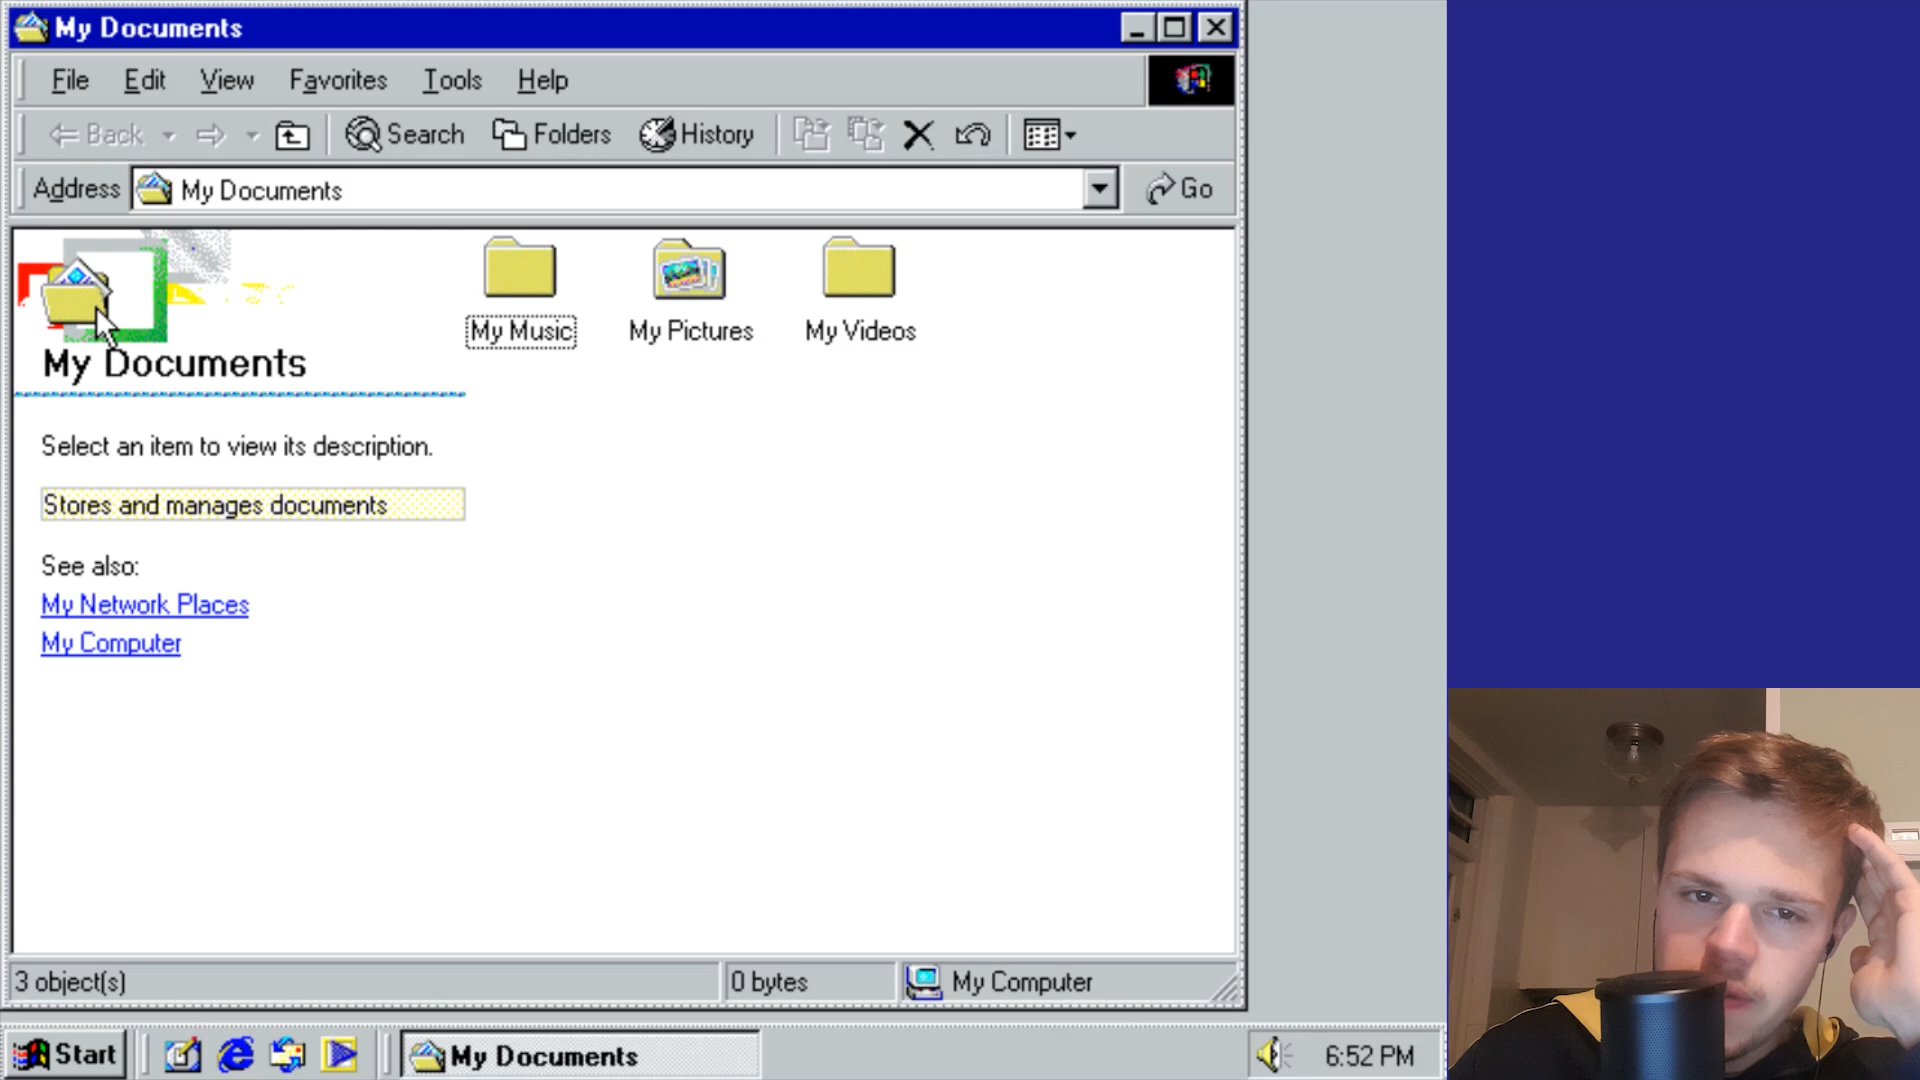 My Documents
File Edit View Favorites Tools Help
Back Search Folders History
Address My Documents Go
My Music My Pictures My Videos
My Documents
Select an item to view its description.
Stores and manages documents
See also:
My Network Places
My Computer
3 object(s) 0 bytes My Computer
Start My Documents 6:52 PM